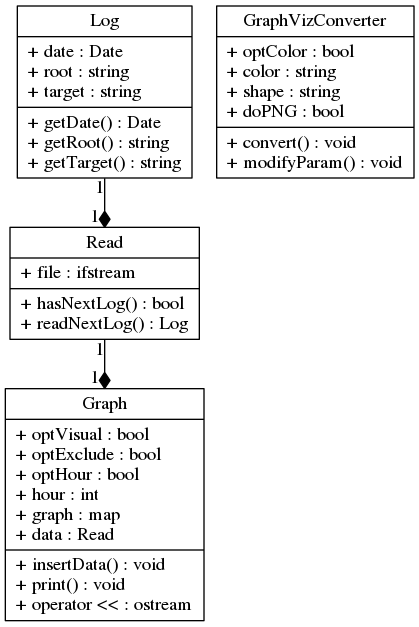 Log
+ date : Date
+ root : string
+ target : string
+ getDate() : Date
+ getRoot() : string
+ getTarget() : string
GraphVizConverter
+ optColor : bool
+ color : string
+ shape : string
+ doPNG : bool
+ convert() : void
+ modifyParam() : void
1
1
Read
+ file : ifstream
+ hasNextLog() : bool
+ readNextLog() : Log
1
1
Graph
+ optVisual : bool
+ optExclude : bool
+ optHour : bool
+ hour : int
+ graph : map
+ data : Read
+ insertData() : void
+ print() : void
+ operator << : ostream